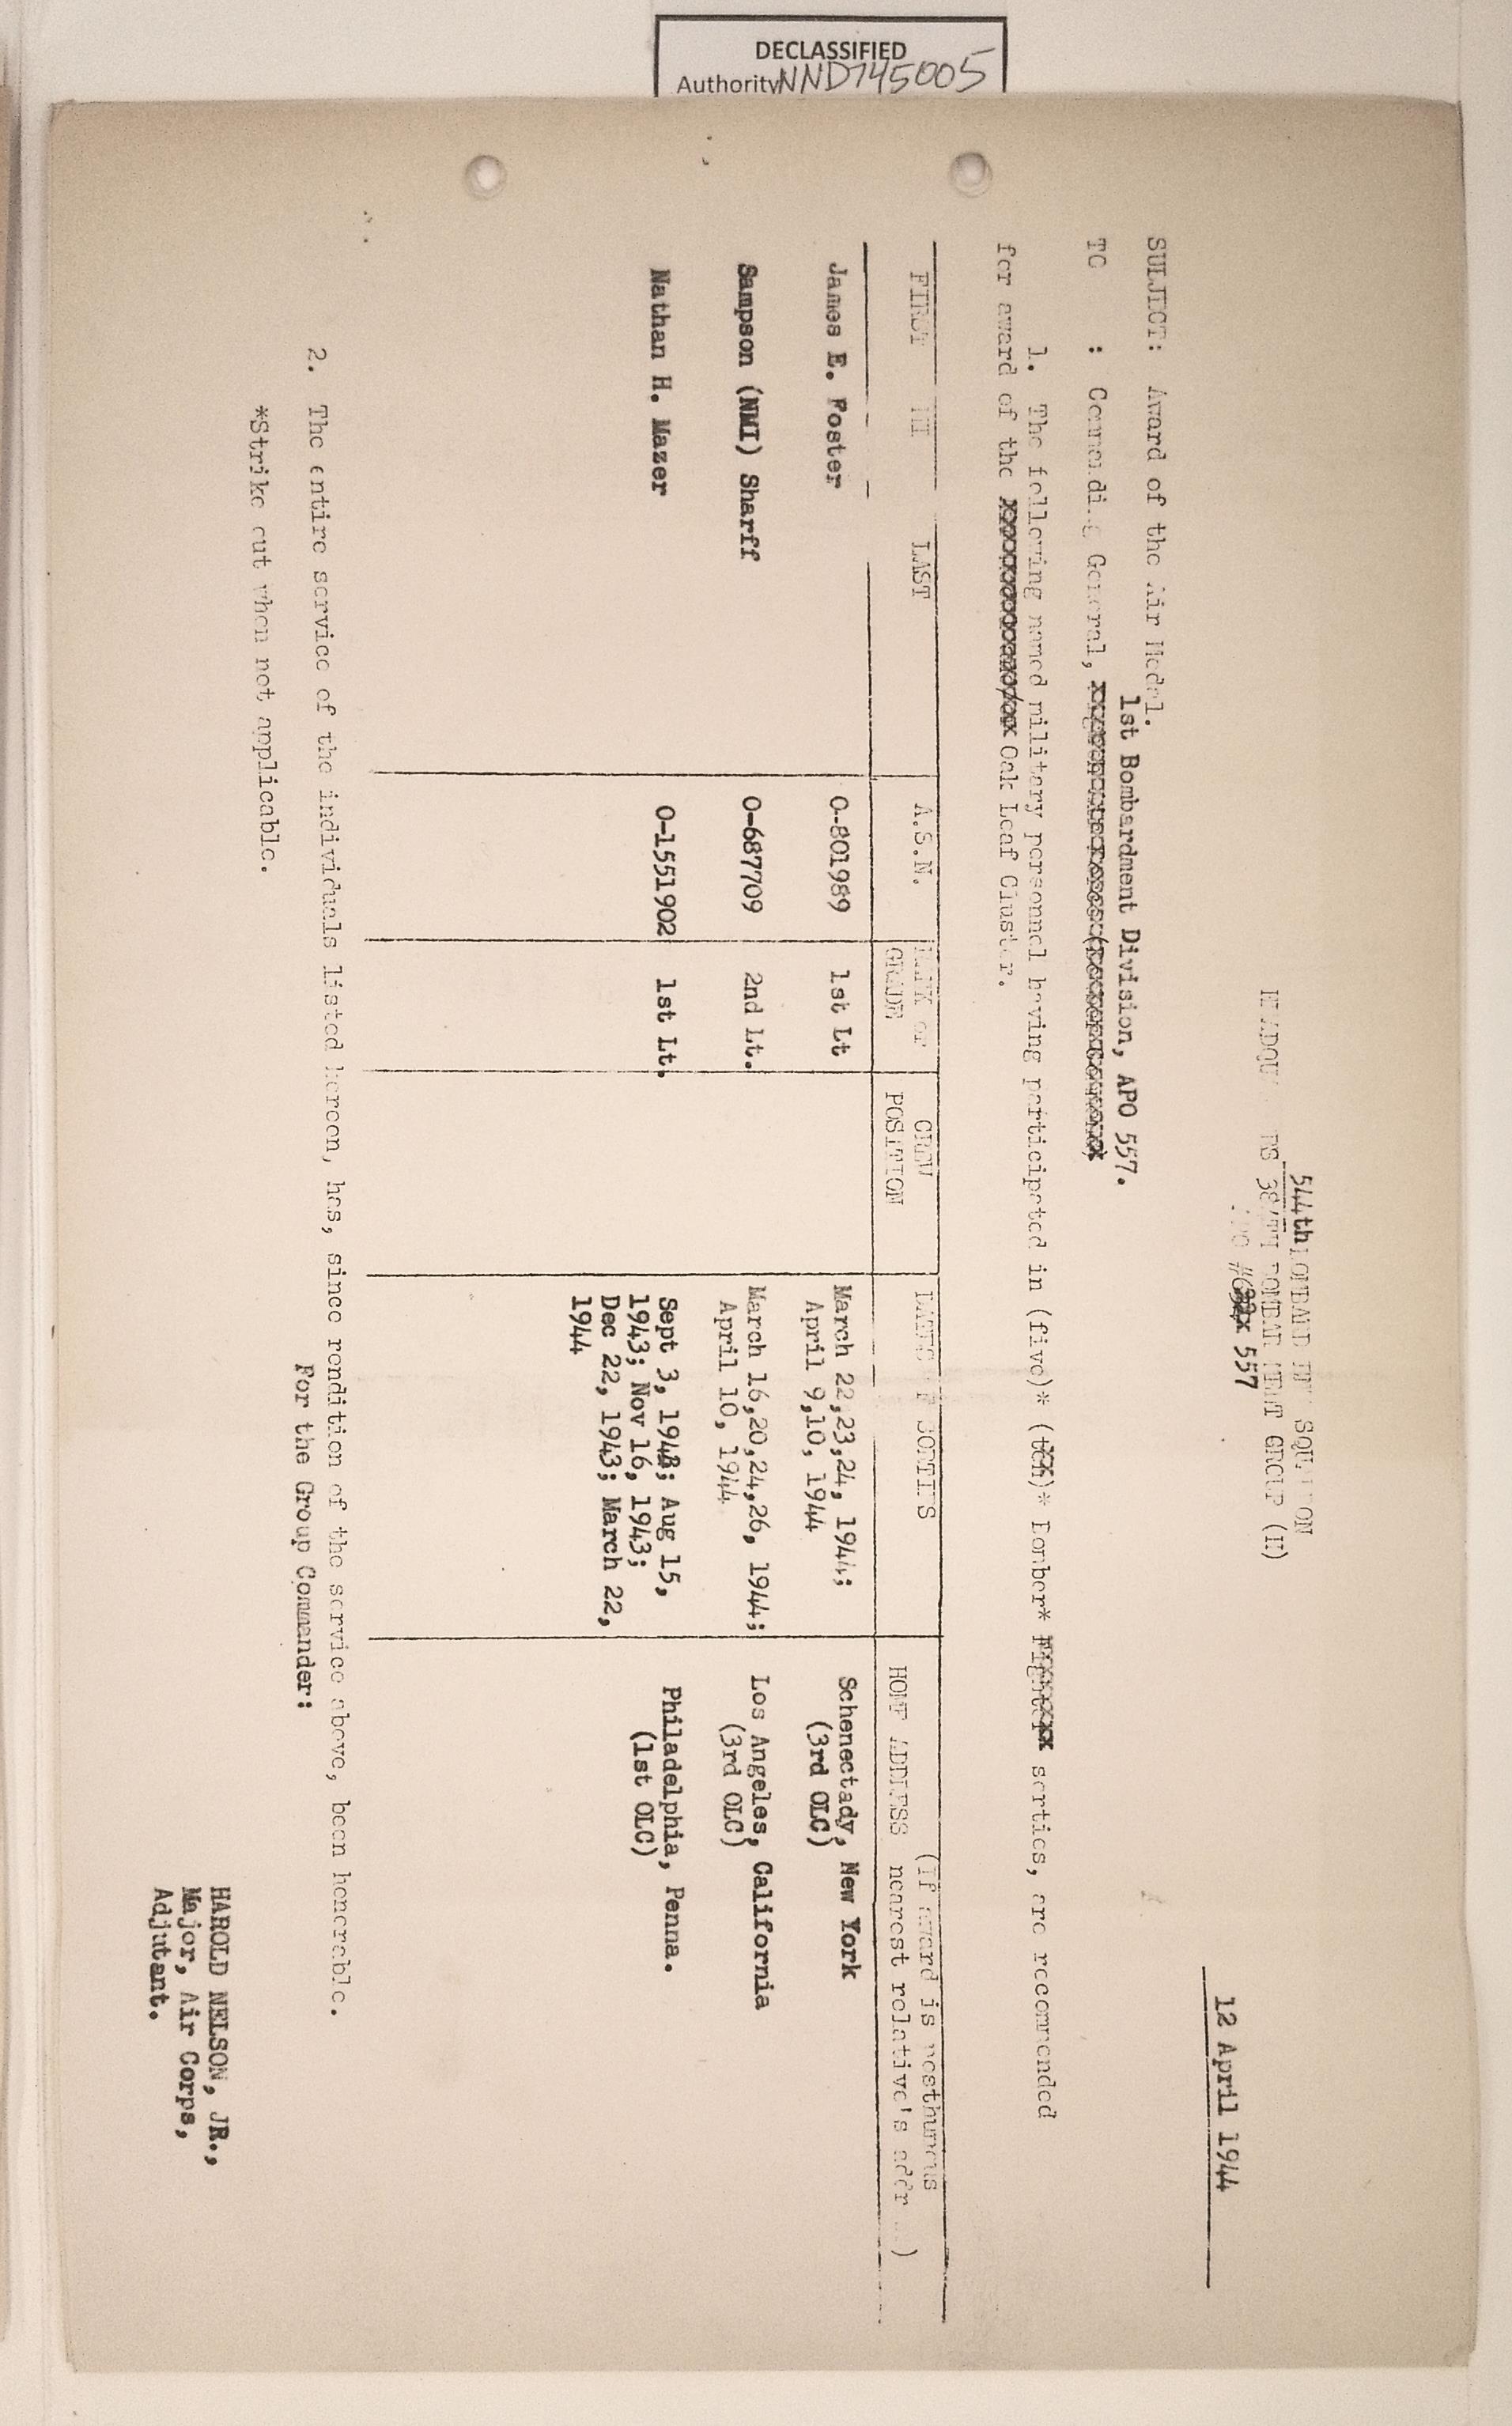 DECLASSIFIED
Authority NND745005
544th BOMBARDMENT SQUADRON
HEADQUARTERS 384TH BOMBARDMENT GROUP (H)
APO 557
12 April 1944
SUBJECT: Award of the Air Medal.
1st Bombardment Division, APO 557.
TO : Commanding General,
1. The following named military personnel having participated in (five)* (ten)* Bomber* Fighter sorties, are recommended
for award of the Oak Leaf Cluster.
FIRST MI LAST A.S.N. RANK or GRADE CREW POSITION DATES OF SORTIES HOME ADDRESS (If award is posthumous nearest relative's )
James E. Foster O-801989 1st Lt March 22,23,24, 1944; Schenectady, New York
April 9,10, 1944 (3rd OLC)
Sampson (NMI) Sharff O-687709 2nd Lt. March 16,20,24,26, 1944; Los Angeles, California
April 10, 1944 (3rd OLC)
Nathan H. Mazer O-1551902 1st Lt. Sept 3, 1943; Aug 15, Philadelphia, Penna.
1943; Nov 16, 1943; (1st OLC)
Dec 22, 1943; March 22,
1944
2. The entire service of the individuals listed hereon, has, since rendition of the service above, been honorable.
For the Group Commander:
*Strike out when not applicable.
HAROLD NELSON, JR.,
Major, Air Corps,
Adjutant.